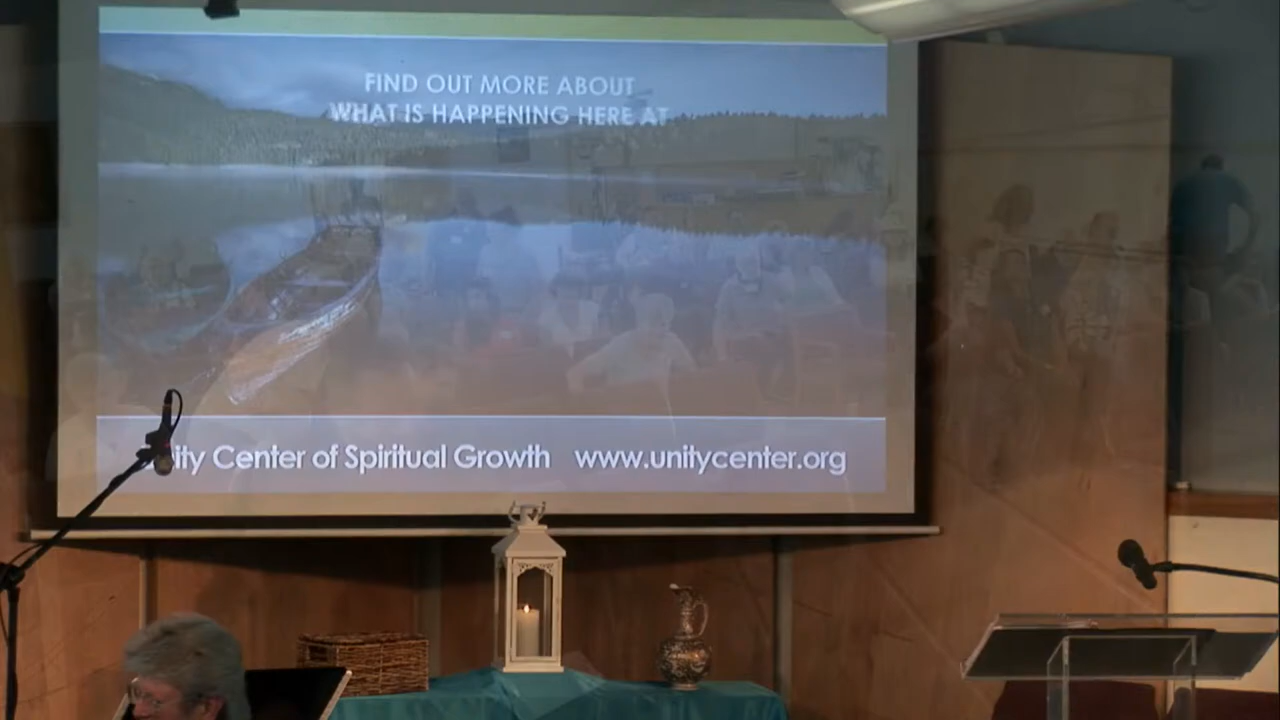 FIND OUT MORE ABOUT
WHAT IS HAPPENING HERE AT
ity Center of Spiritual Growth www.unitycenter.org